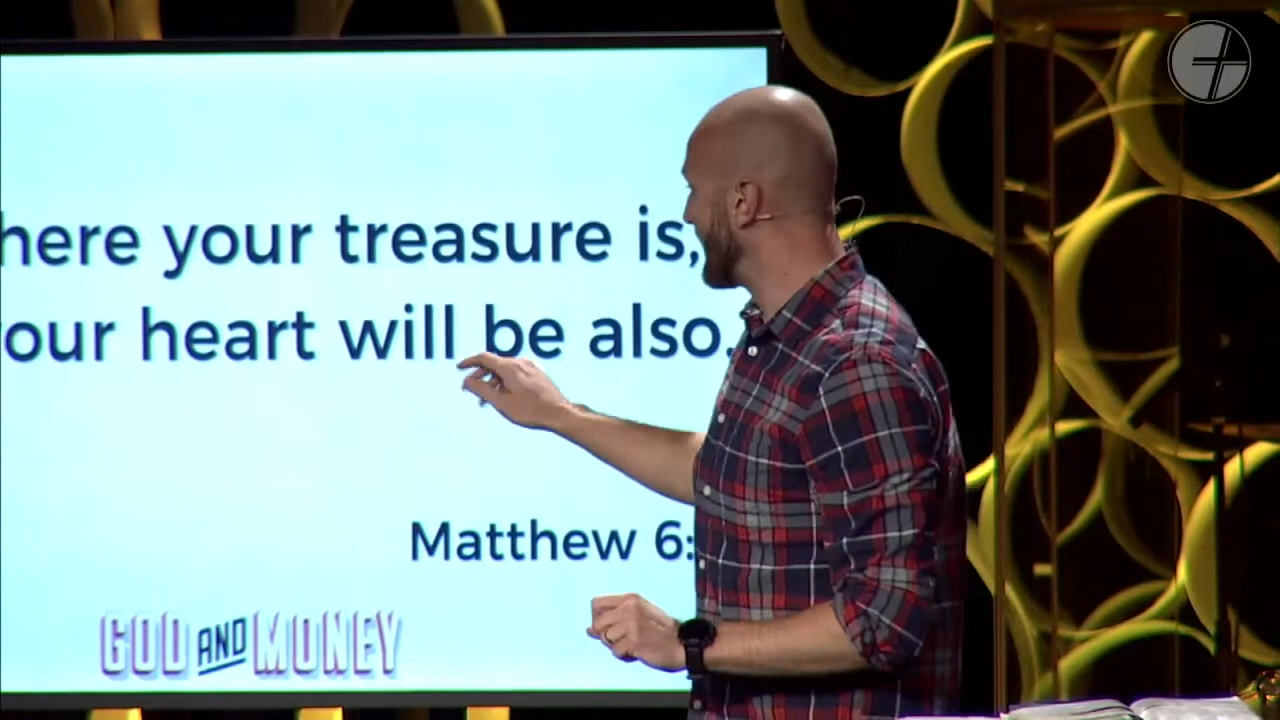 here your treasure is,
our heart will be also.
Matthew 6:
GOD AND MONEY